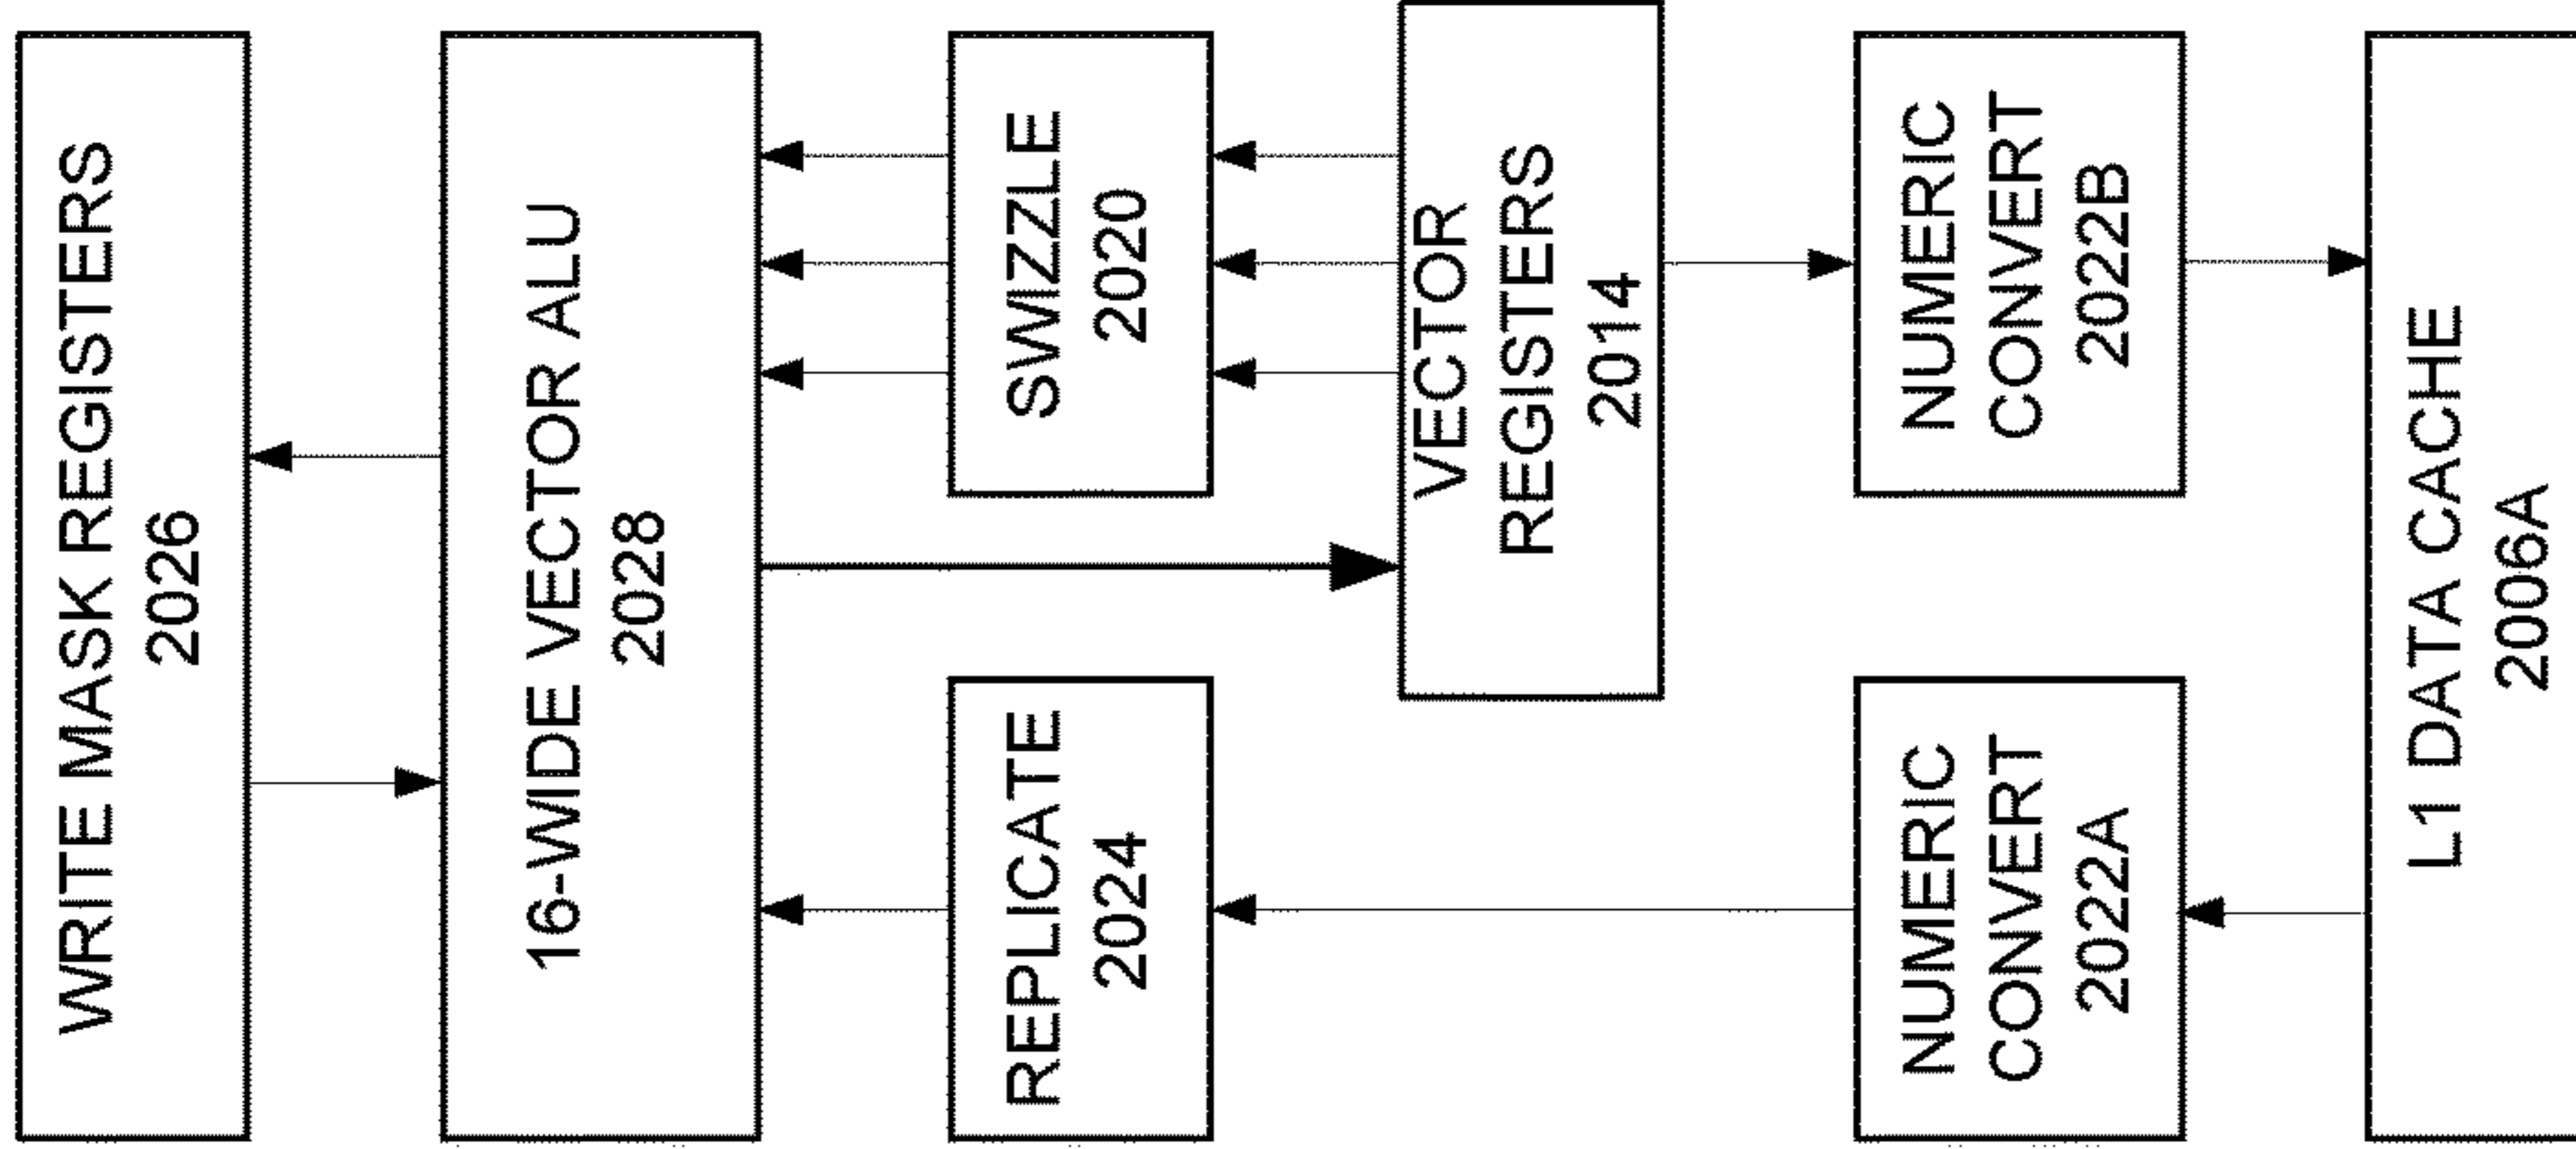 WRITE MASK REGISTERS
2026
16-WIDE VECTOR ALU
2028
REPLICATE
2024
SWIZZLE
2020
VECTOR
REGISTERS
2014
NUMERIC
CONVERT
2022A
NUMERIC
CONVERT
2022B
L1 DATA CACHE
2006A